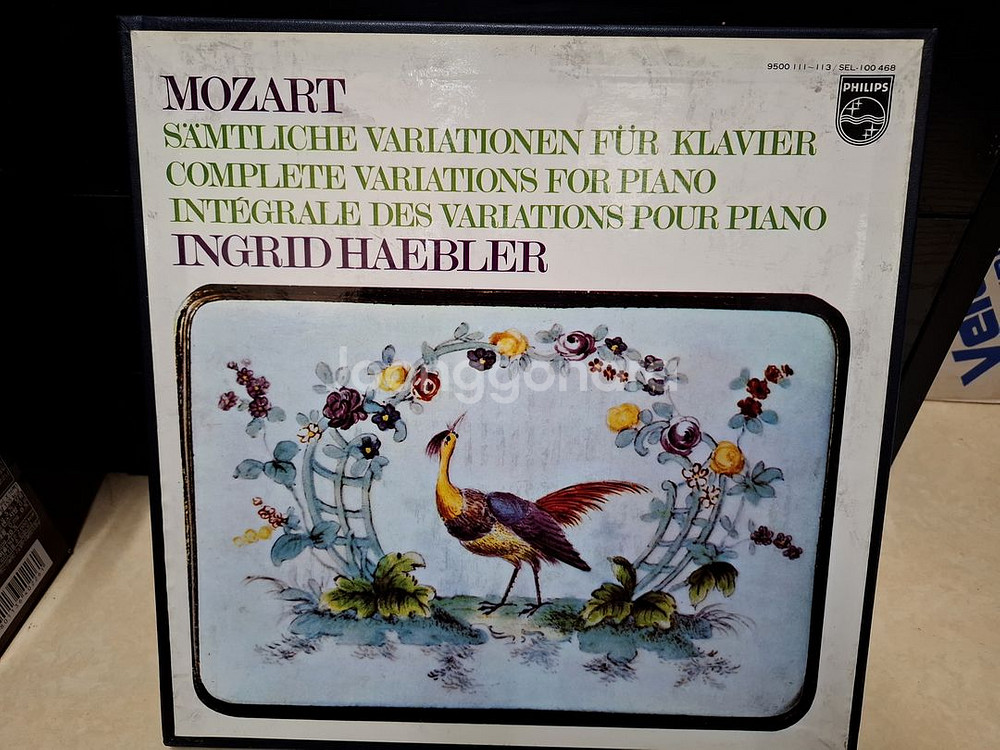 9500 111-113 / SEL-100 468
PHILIPS
MOZART
SÄMTLICHE VARIATIONEN FÜR KLAVIER
COMPLETE VARIATIONS FOR PIANO
INTÉGRALE DES VARIATIONS POUR PIANO
INGRID HAEBLER